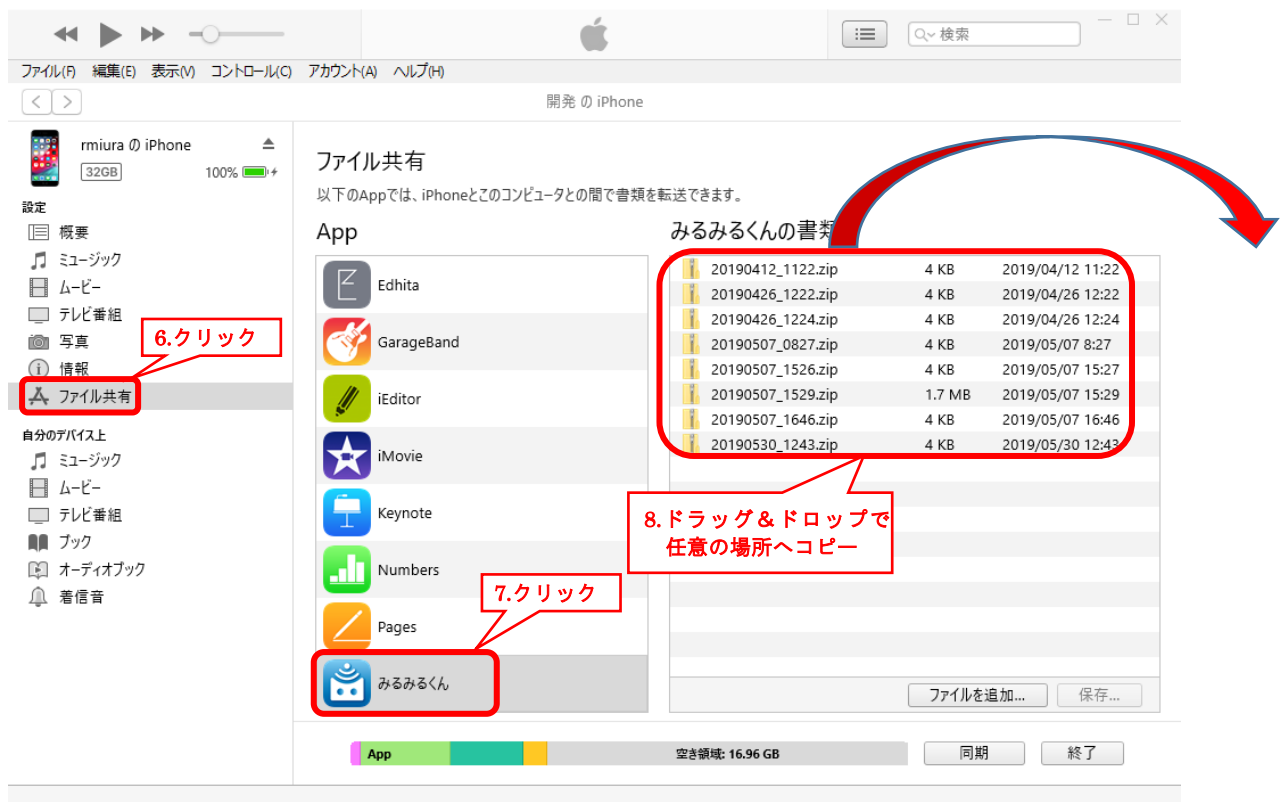 検索
ファイル(F) 編集(E) 表示(V) コントロール(C) アカウント(A) ヘルプ(H)
開発 の iPhone
rmiura の iPhone
32GB 100%
設定
概要
ミュージック
ムービー
テレビ番組
写真
情報
ファイル共有
自分のデバイス上
ミュージック
ムービー
テレビ番組
ブック
オーディオブック
着信音
6.クリック
ファイル共有
以下のAppでは、iPhoneとこのコンピュータとの間で書類を転送できます。
App
Edhita
GarageBand
iEditor
iMovie
Keynote
Numbers
Pages
みるみるくん
7.クリック
みるみるくんの書類
20190412_1122.zip 4 KB 2019/04/12 11:22
20190426_1222.zip 4 KB 2019/04/26 12:22
20190426_1224.zip 4 KB 2019/04/26 12:24
20190507_0827.zip 4 KB 2019/05/07 8:27
20190507_1526.zip 4 KB 2019/05/07 15:27
20190507_1529.zip 1.7 MB 2019/05/07 15:29
20190507_1646.zip 4 KB 2019/05/07 16:46
20190530_1243.zip 4 KB 2019/05/30 12:43
8.ドラッグ＆ドロップで
任意の場所へコピー
ファイルを追加... 保存...
App 空き領域: 16.96 GB 同期 終了